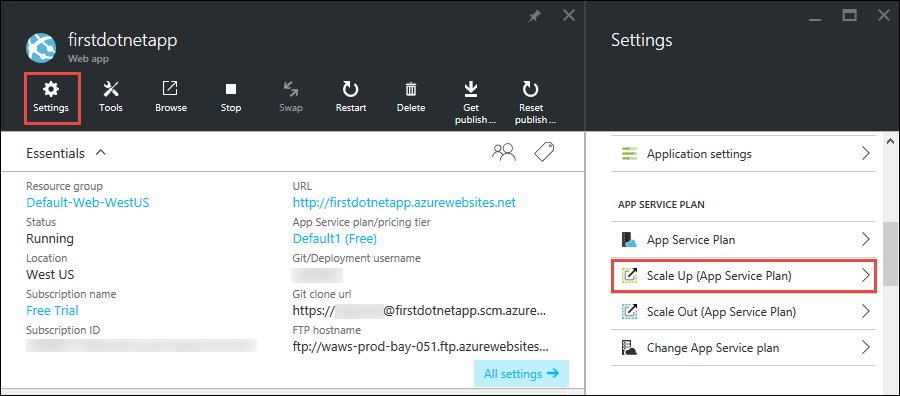 firstdotnetapp
Web app
Settings
Tools
Browse
Stop
Swap
Restart
Delete
Get
publish ...
Reset
publish ...
Essentials
Resource group
Default-Web-WestUS
Status
Running
Location
West US
Subscription name
Free Trial
Subscription ID
URL
http://firstdotnetapp.azurewebsites.net
App Service plan/pricing tier
Default1 (Free)
Git/Deployment username
Git clone url
https:// @firstdotnetapp.scm.azure...
FTP hostname
ftp://waws-prod-bay-051.ftp.azurewebsites...
All settings
Settings
Application settings
APP SERVICE PLAN
App Service Plan
Scale Up (App Service Plan)
Scale Out (App Service Plan)
Change App Service plan